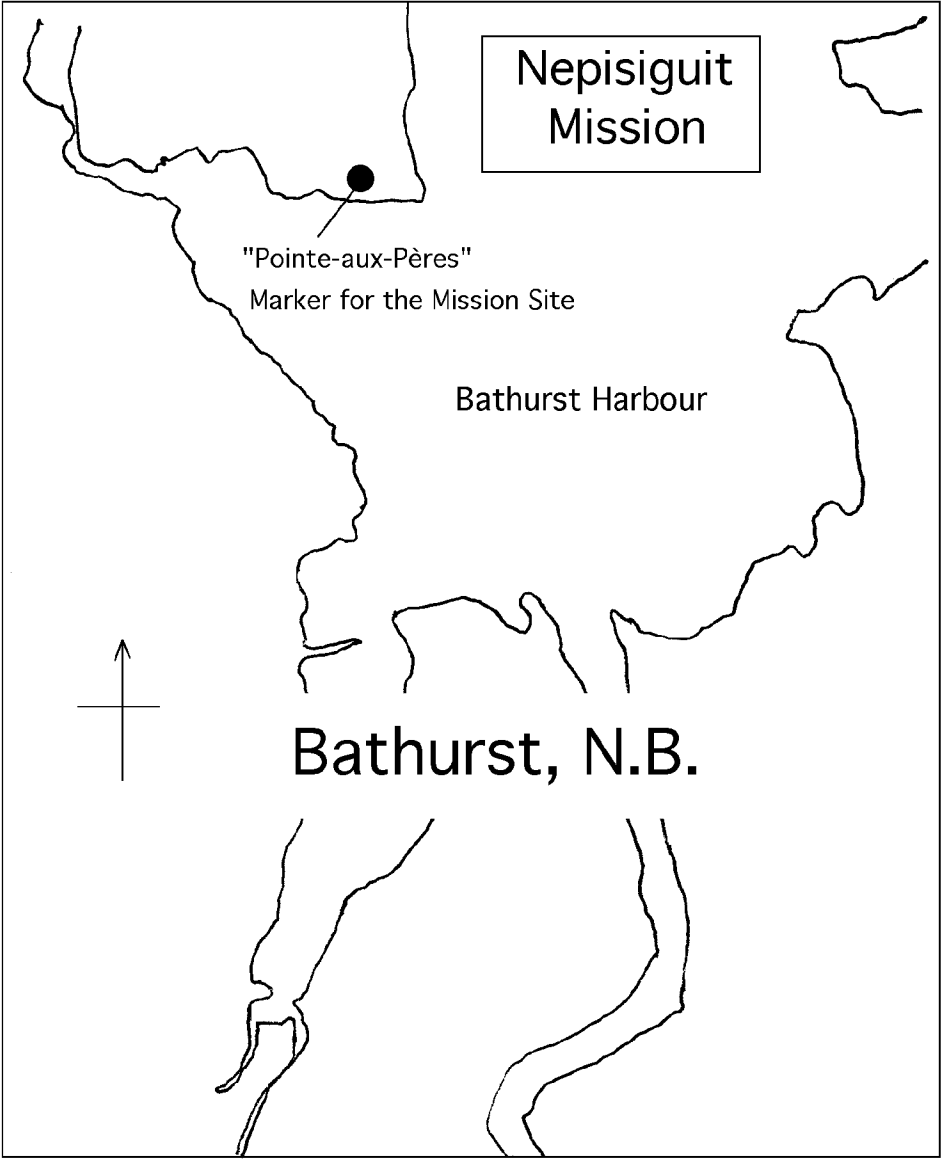 Nepisiguit
Mission
"Pointe-aux-Pères"
Marker for the Mission Site
Bathurst Harbour
Bathurst, N.B.